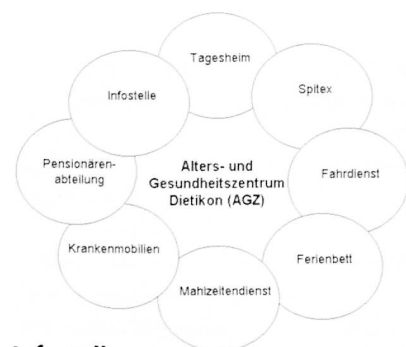 Tagesheim
Infostelle
Spitex
Pensionären-
abteilung
Alters- und
Gesundheitszentrum
Dietikon (AGZ)
Fahrdienst
Krankenmobilien
Ferienbett
Mahlzeitendienst